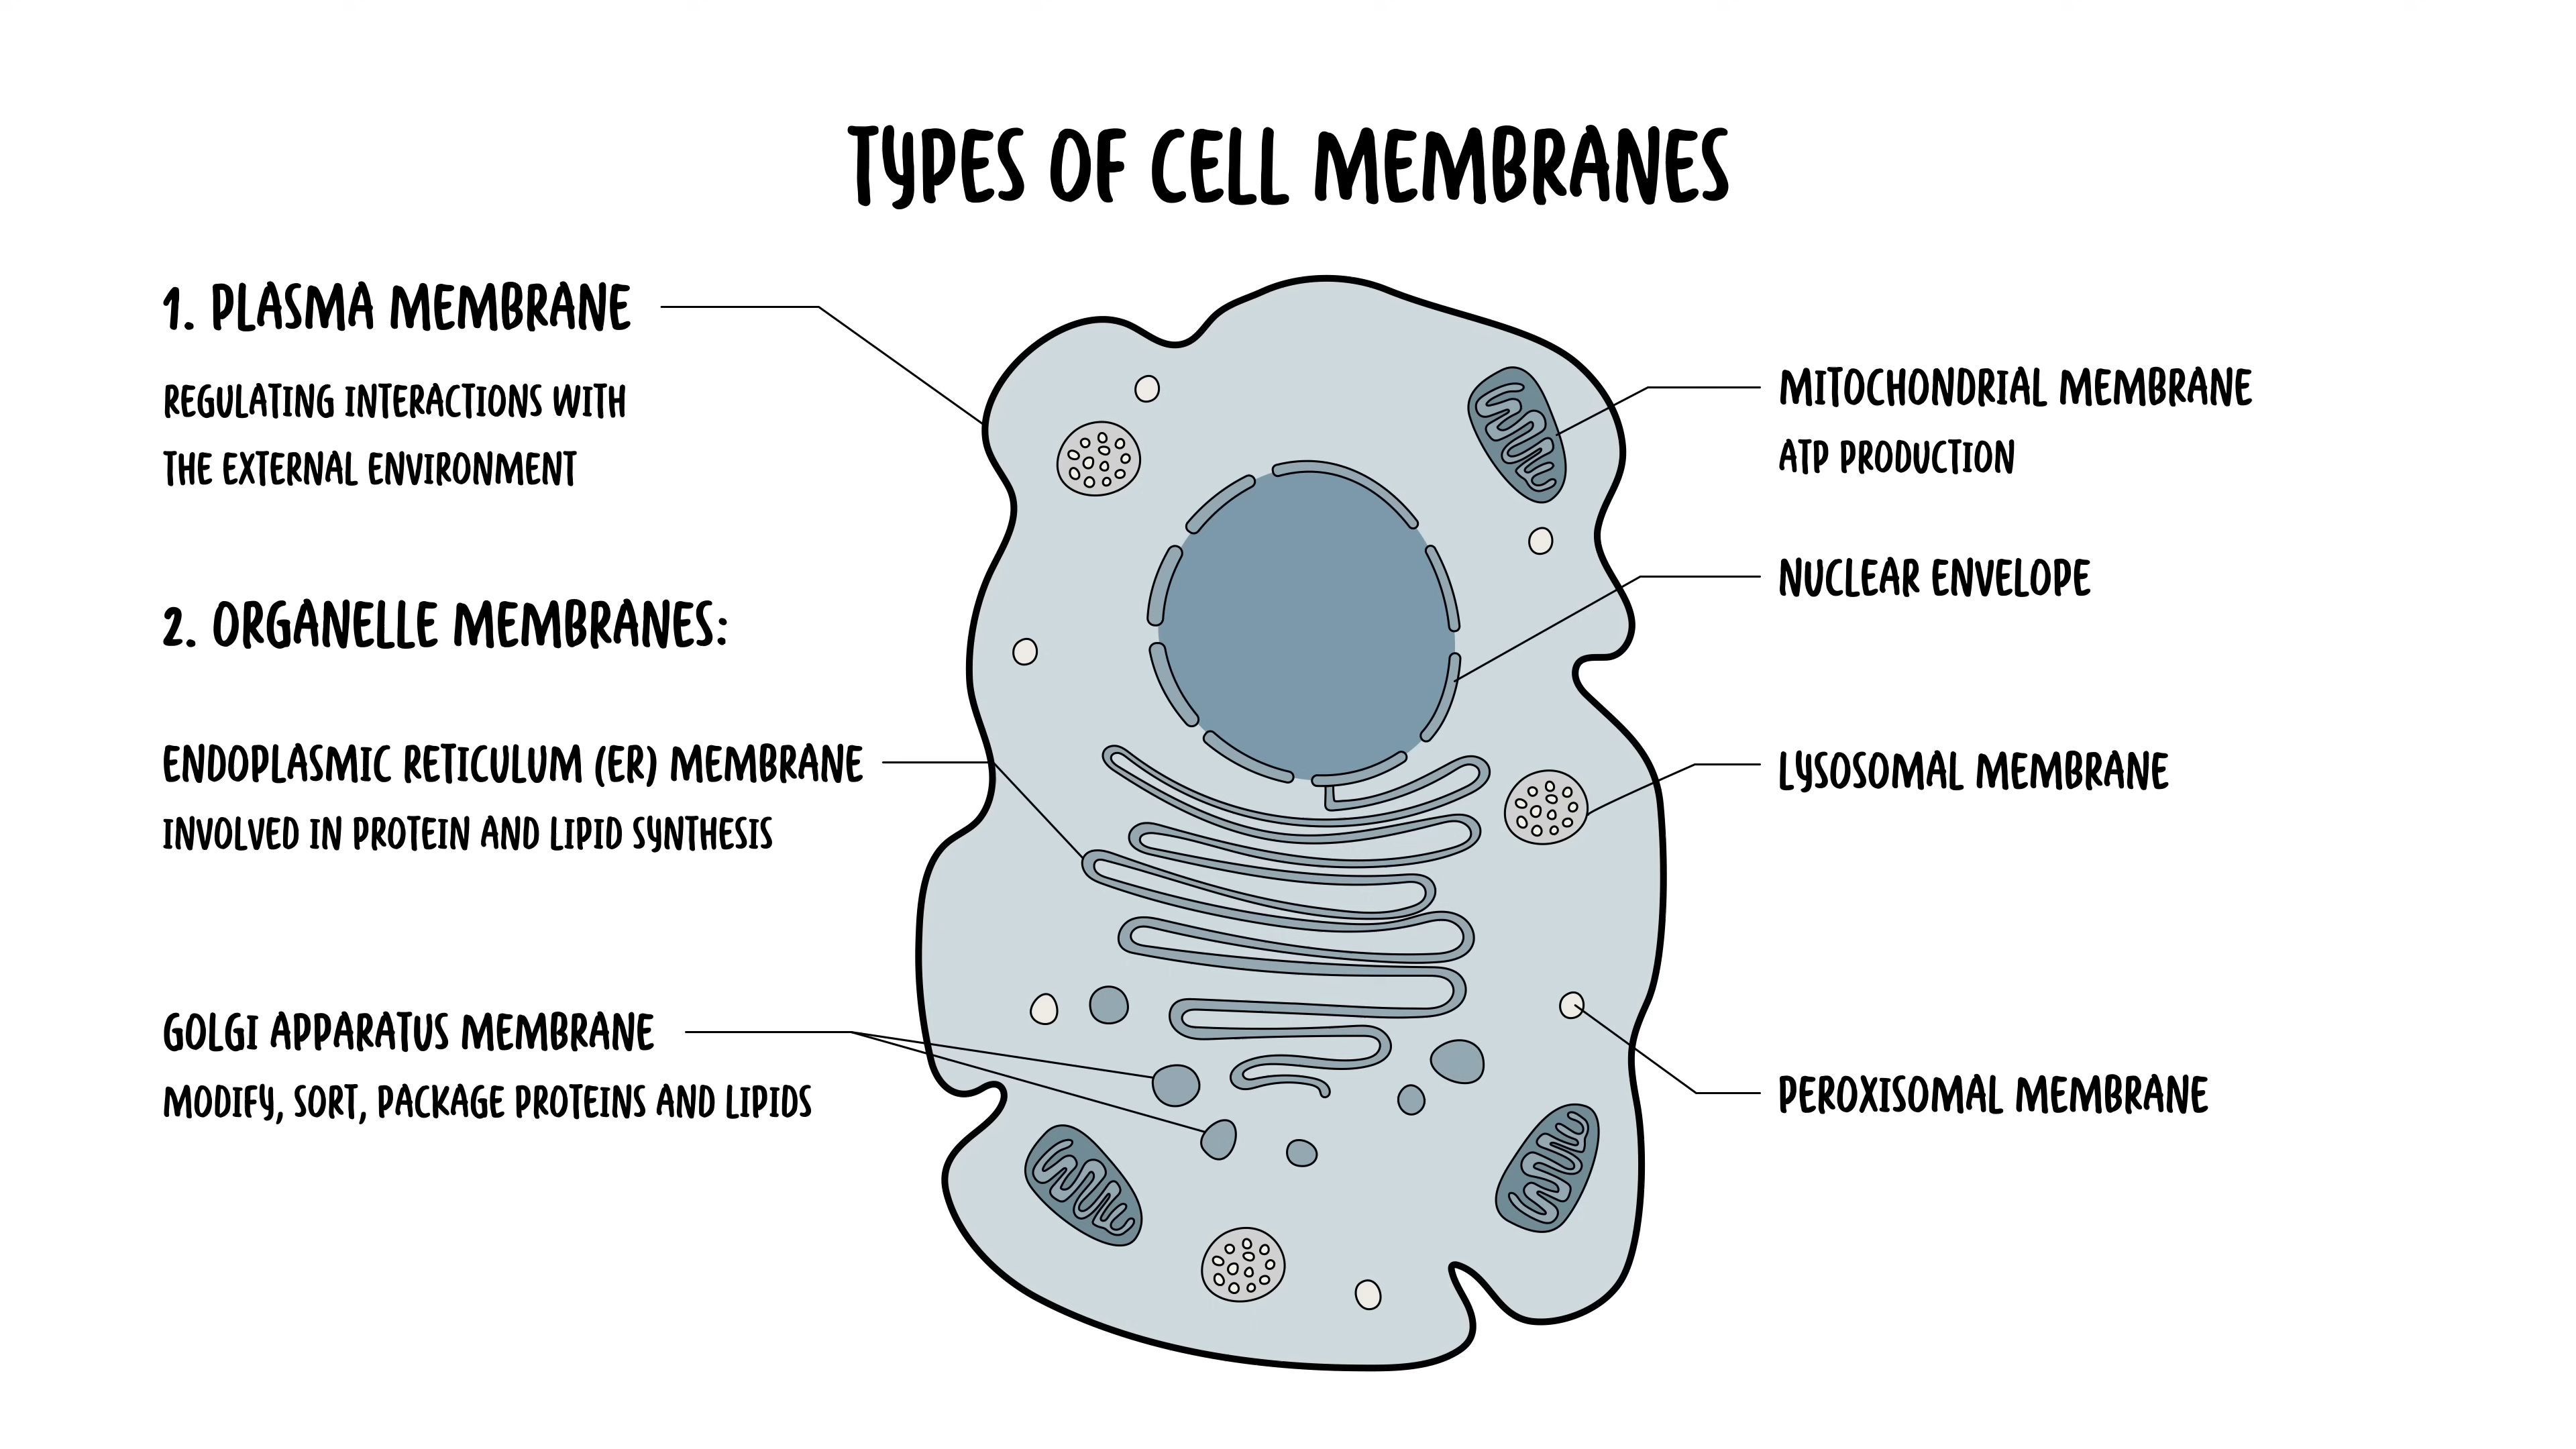 TYPES OF CELL MEMBRANES
1. PLASMA MEMBRANE
REGULATING INTERACTIONS WITH
THE EXTERNAL ENVIRONMENT
2. ORGANELLE MEMBRANES:
ENDOPLASMIC RETICULUM (ER) MEMBRANE
INVOLVED IN PROTEIN AND LIPID SYNTHESIS
GOLGI APPARATUS MEMBRANE
MODIFY, SORT, PACKAGE PROTEINS AND LIPIDS
MITOCHONDRIAL MEMBRANE
ATP PRODUCTION
NUCLEAR ENVELOPE
LYSOSOMAL MEMBRANE
PEROXISOMAL MEMBRANE